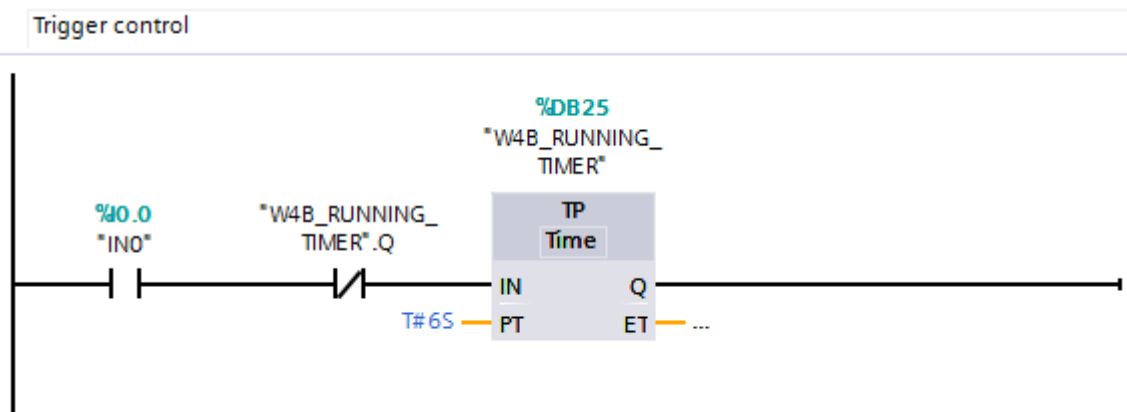 Trigger control
%DB25
"W4B_RUNNING_
TIMER"
%I0.0
"IN0"
"W4B_RUNNING_
TIMER".Q
TP
Time
IN
Q
T#6S
PT
ET
...